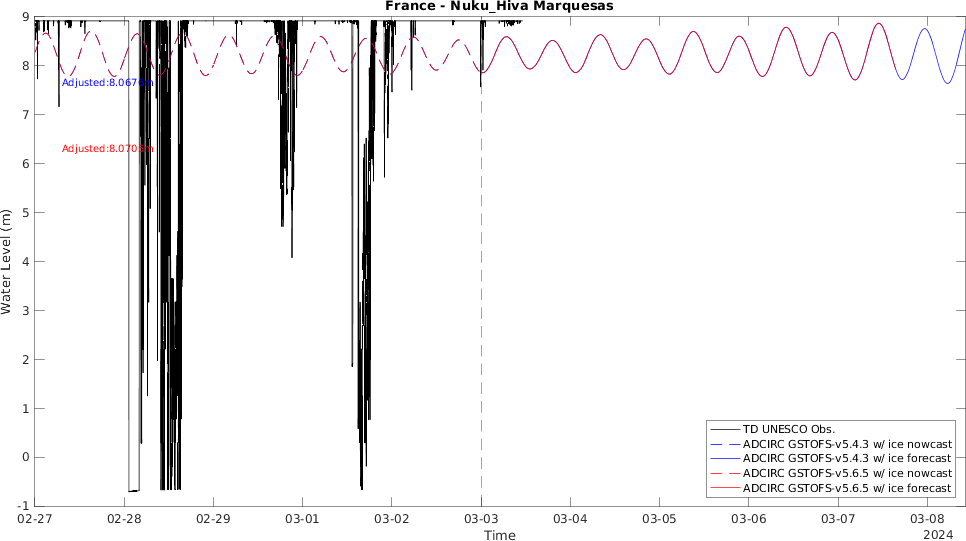 France - Nuku_Hiva Marquesas
9
8
7
6
5
4
3
2
1
0
-1
Water Level (m)
Adjusted:8.067
Adjusted:8.070
TD UNESCO Obs.
ADCIRC GSTOFS-v5.4.3 w/ ice nowcast
ADCIRC GSTOFS-v5.4.3 w/ ice forecast
ADCIRC GSTOFS-v5.6.5 w/ ice nowcast
ADCIRC GSTOFS-v5.6.5 w/ ice forecast
02-27 02-28 02-29 03-01 03-02 03-03 03-04 03-05 03-06 03-07 03-08
Time
2024